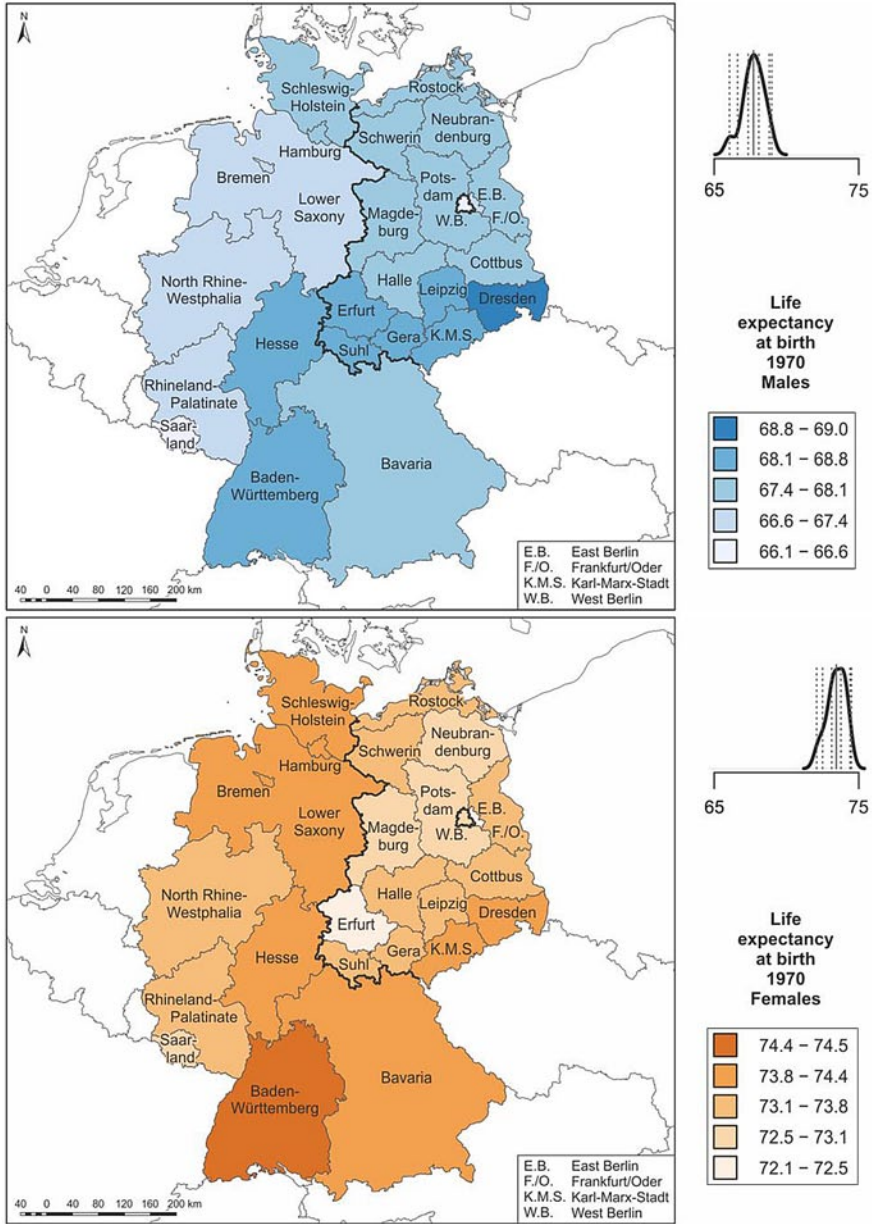 N
Schleswig-
Holstein
Rostock
Hamburg
Schwerin
Neubran-
denburg
Bremen
Lower
Saxony
Pots-
dam
E.B.
W.B.
F./O.
Magde-
burg
North Rhine-
Westphalia
Halle
Cottbus
Leipzig
Dresden
Erfurt
Gera
K.M.S.
Suhl
Hesse
Rhineland-
Palatinate
Saar-
land
Baden-
Württemberg
Bavaria
E.B. East Berlin
F./O. Frankfurt/Oder
K.M.S. Karl-Marx-Stadt
W.B. West Berlin
40 0 40 80 120 160 200 km
65 75
Life
expectancy
at birth
1970
Males
68.8 – 69.0
68.1 – 68.8
67.4 – 68.1
66.6 – 67.4
66.1 – 66.6
N
Schleswig-
Holstein
Rostock
Hamburg
Schwerin
Neubran-
denburg
Bremen
Lower
Saxony
Pots-
dam
E.B.
W.B.
F./O.
Magde-
burg
North Rhine-
Westphalia
Halle
Cottbus
Leipzig
Dresden
Erfurt
Gera
K.M.S.
Suhl
Hesse
Rhineland-
Palatinate
Saar-
land
Baden-
Württemberg
Bavaria
E.B. East Berlin
F./O. Frankfurt/Oder
K.M.S. Karl-Marx-Stadt
W.B. West Berlin
40 0 40 80 120 160 200 km
65 75
Life
expectancy
at birth
1970
Females
74.4 – 74.5
73.8 – 74.4
73.1 – 73.8
72.5 – 73.1
72.1 – 72.5